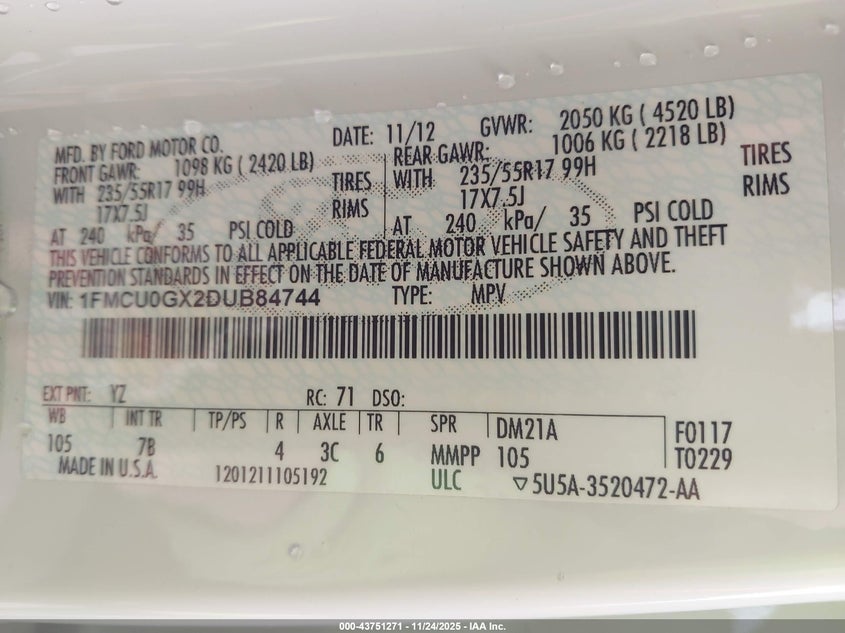 MFD. BY FORD MOTOR CO. DATE: 11/12 GVWR: 2050 KG ( 4520 LB)
FRONT GAWR: 1098 KG ( 2420 LB) REAR GAWR: 1006 KG ( 2218 LB)
WITH 235/55R17 99H TIRES WITH 235/55R17 99H TIRES
17X7.5J RIMS 17X7.5J RIMS
AT 240 kPa/ 35 PSI COLD AT 240 kPa/ 35 PSI COLD
THIS VEHICLE CONFORMS TO ALL APPLICABLE FEDERAL MOTOR VEHICLE SAFETY AND THEFT
PREVENTION STANDARDS IN EFFECT ON THE DATE OF MANUFACTURE SHOWN ABOVE.
VIN: 1FMCU0GX2DUB84744 TYPE: MPV
EXT PNT: YZ RC: 71 DSO:
WB INT TR TP/PS R AXLE TR SPR DM21A F0117
105 7B 4 3C 6 MMPP 105 T0229
MADE IN U.S.A. 1201211105192 ULC ▽5U5A-3520472-AA
000-43751271 - 11/24/2025 - IAA Inc.